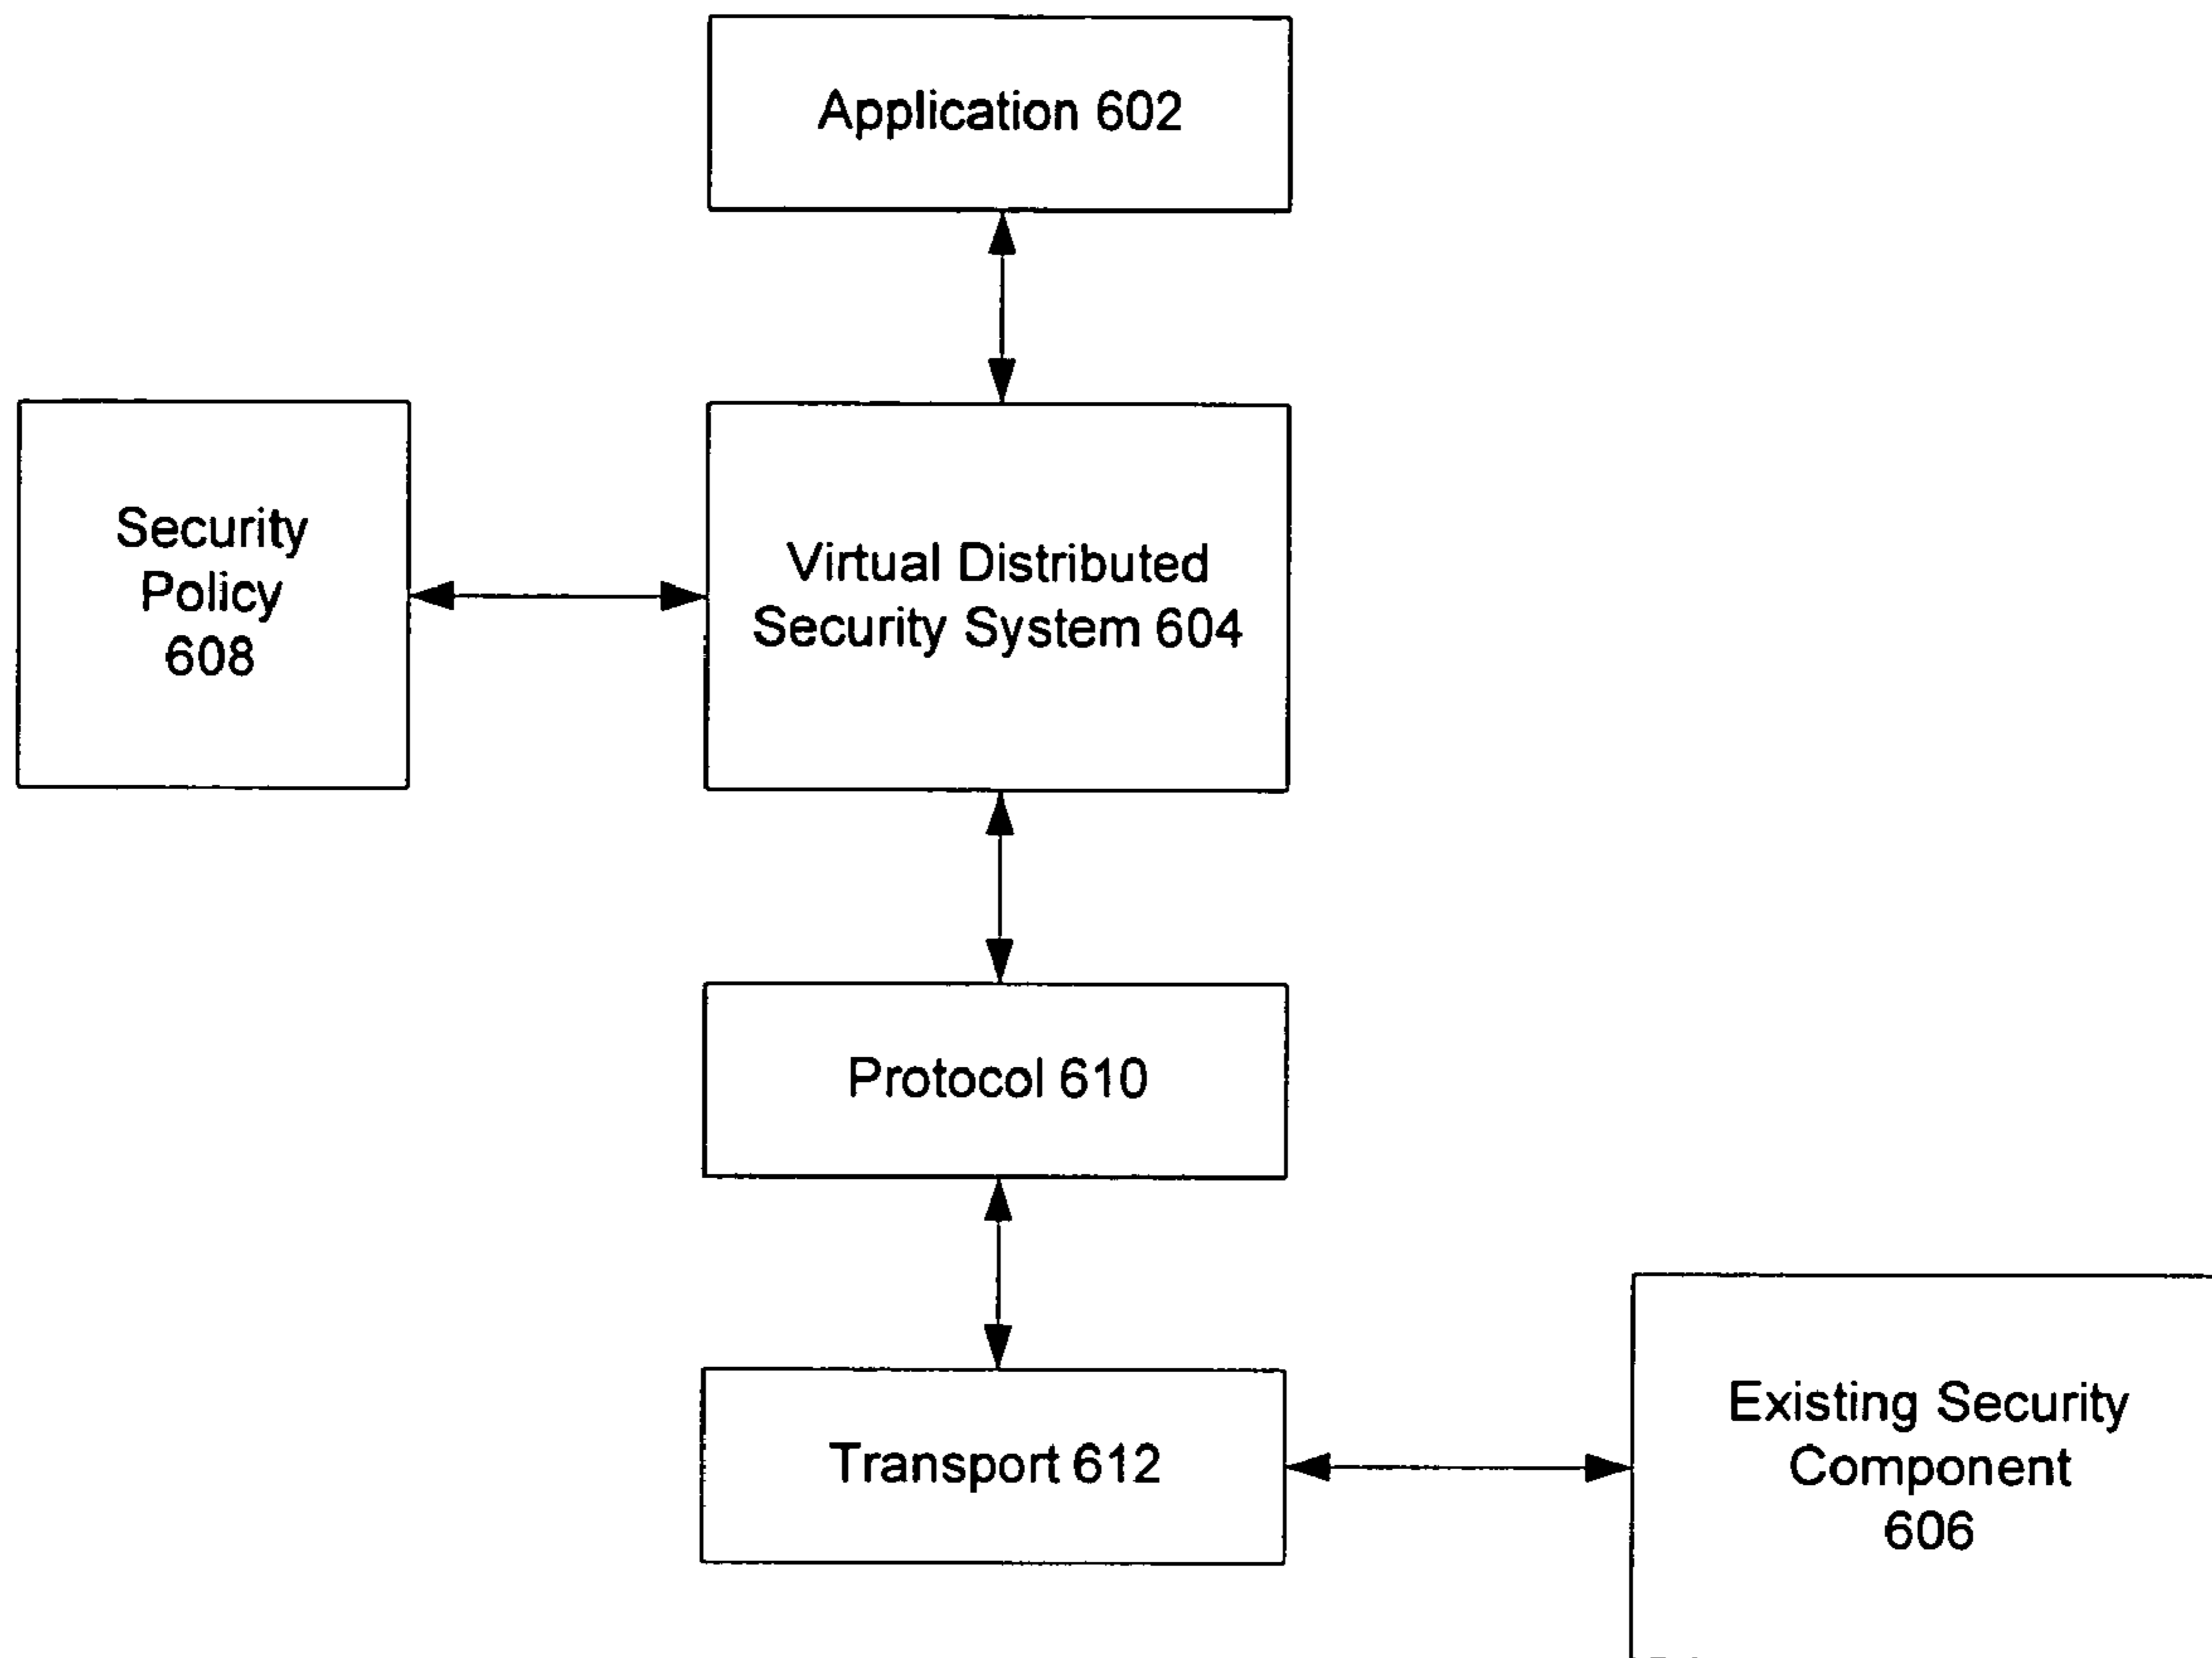 Application 602
Security
Policy
608
Virtual Distributed
Security System 604
Protocol 610
Transport 612
Existing Security
Component
606